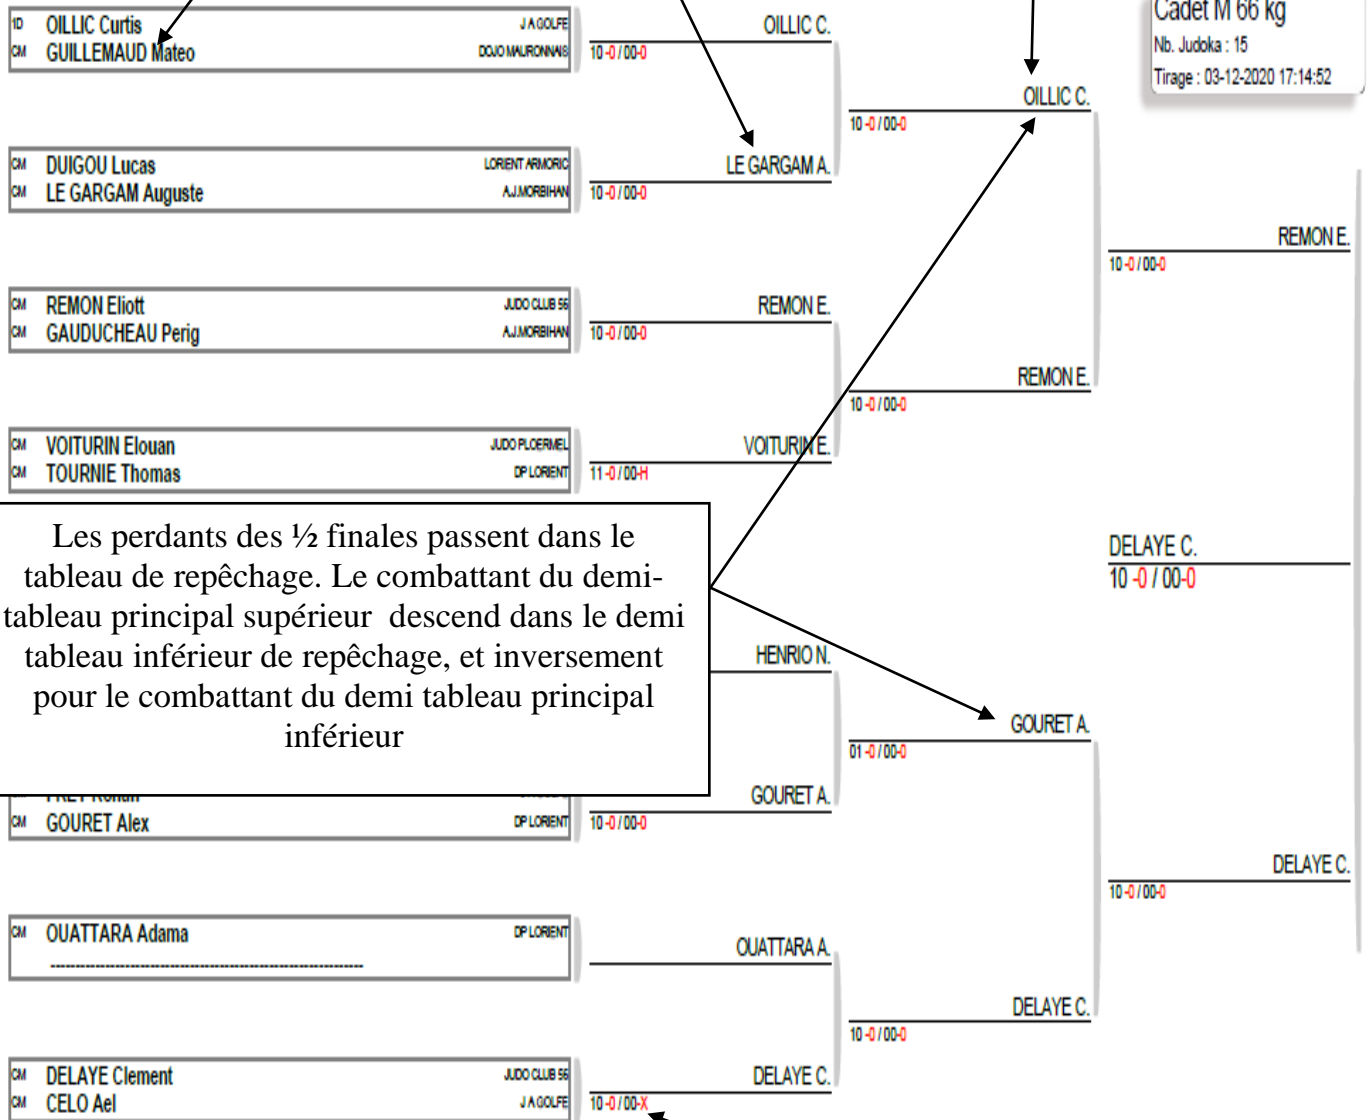 Cadet M 66 kg
Nb. Judoka : 15
Tirage : 03-12-2020 17:14:52
1D OILLIC Curtis J A GOLFE
CM GUILLEMAUD Mateo DOJO MAURONNAIS
OILLIC C.
10 -0 / 00-0
OILLIC C.
10 -0 / 00-0
CM DUIGOU Lucas LORIENT ARMORIC
CM LE GARGAM Auguste A.J.MORBIHAN
LE GARGAM A.
10 -0 / 00-0
REMON E.
10 -0 / 00-0
CM REMON Eliott JUDO CLUB 56
CM GAUDUCHEAU Perig A.J.MORBIHAN
REMON E.
10 -0 / 00-0
REMON E.
10 -0 / 00-0
CM VOITURIN Elouan JUDO PLOERMEL
CM TOURNIE Thomas DP LORIENT
VOITURIN E.
11 -0 / 00-H
Les perdants des ½ finales passent dans le
tableau de repêchage. Le combattant du demi-
tableau principal supérieur descend dans le demi
tableau inférieur de repêchage, et inversement
pour le combattant du demi tableau principal
inférieur
DELAYE C.
10 -0 / 00-0
HENRIO N.
GOURET A.
01 -0 / 00-0
CM GOURET Alex DP LORIENT
GOURET A.
10 -0 / 00-0
DELAYE C.
10 -0 / 00-0
CM OUATTARA Adama DP LORIENT
OUATTARA A.
DELAYE C.
10 -0 / 00-0
CM DELAYE Clement JUDO CLUB 56
CM CELO Ael J A GOLFE
DELAYE C.
10 -0 / 00-X